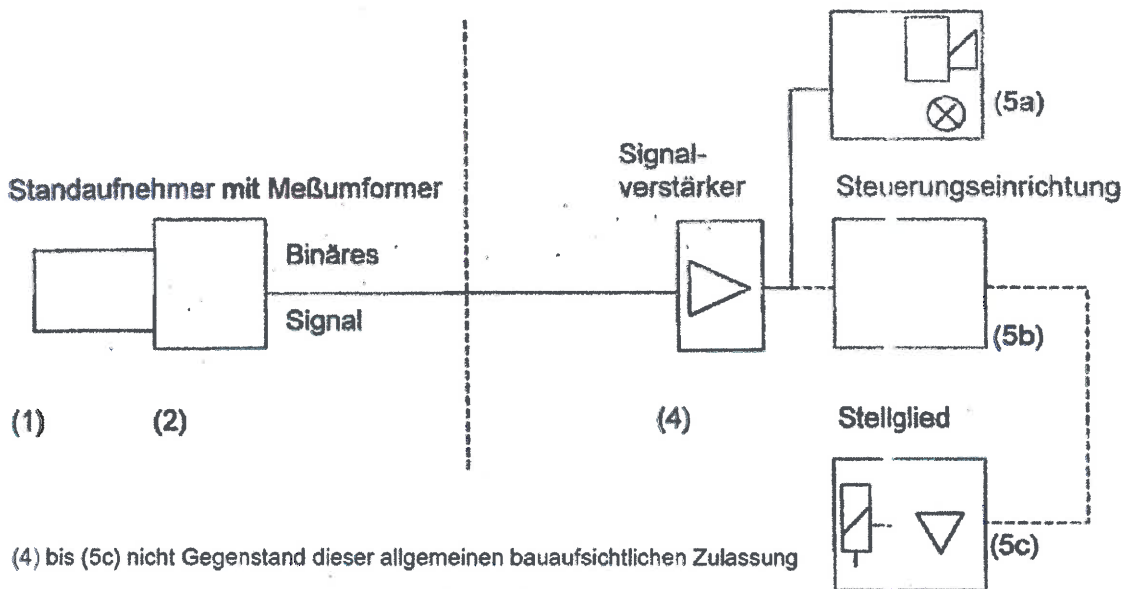 (5a)
Signal-
verstärker
Steuerungseinrichtung
Standaufnehmer mit Meßumformer
Binäres
Signal
(5b)
(1)
(2)
(4)
Stellglied
(5c)
(4) bis (5c) nicht Gegenstand dieser allgemeinen bauaufsichtlichen Zulassung